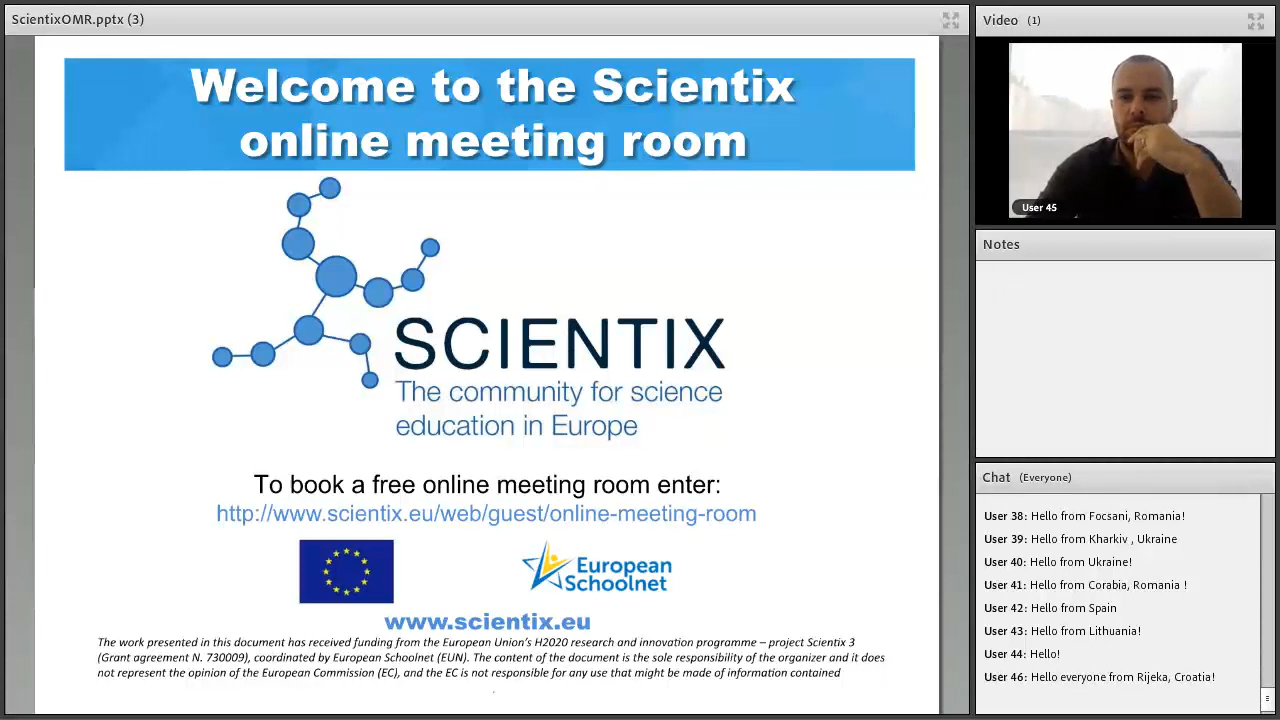 ScientixOMR.pptx (3)
Welcome to the Scientix
online meeting room
SCIENTIX
The community for science
education in Europe
To book a free online meeting room enter:
http://www.scientix.eu/web/guest/online-meeting-room
European
Schoolnet
www.scientix.eu
The work presented in this document has received funding from the European Union's H2020 research and innovation programme – project Scientix 3
(Grant agreement N. 730009), coordinated by European Schoolnet (EUN). The content of the document is the sole responsibility of the organizer and it does
not represent the opinion of the European Commission (EC), and the EC is not responsible for any use that might be made of information contained
.
Video (1)
User 45
Notes
Chat (Everyone)
User 38: Hello from Focsani, Romania!
User 39: Hello from Kharkiv , Ukraine
User 40: Hello from Ukraine!
User 41: Hello from Corabia, Romania !
User 42: Hello from Spain
User 43: Hello from Lithuania!
User 44: Hello!
User 46: Hello everyone from Rijeka, Croatia!